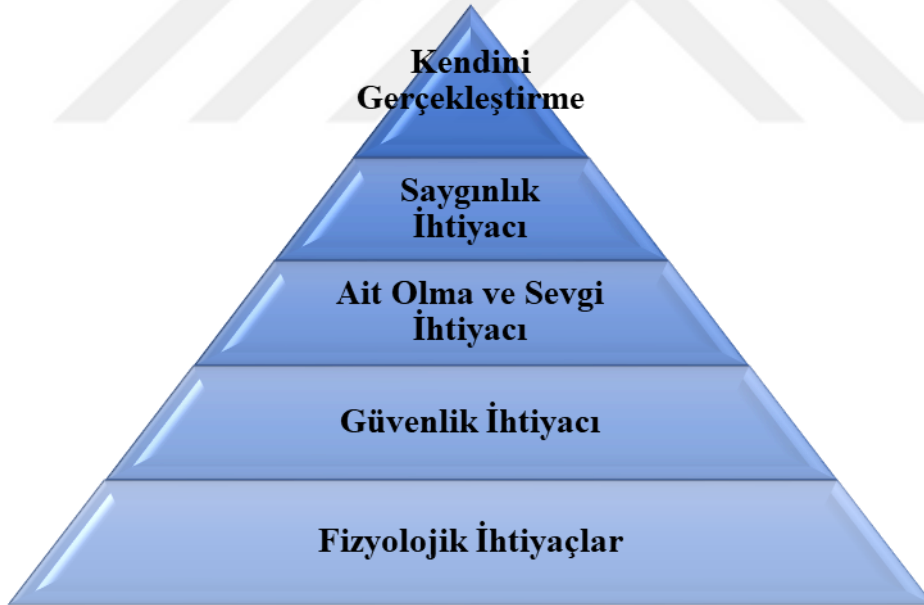 Kendini
Gerçekleştirme
Saygınlık
İhtiyacı
Ait Olma ve Sevgi
İhtiyacı
Güvenlik İhtiyacı
Fizyolojik İhtiyaçlar